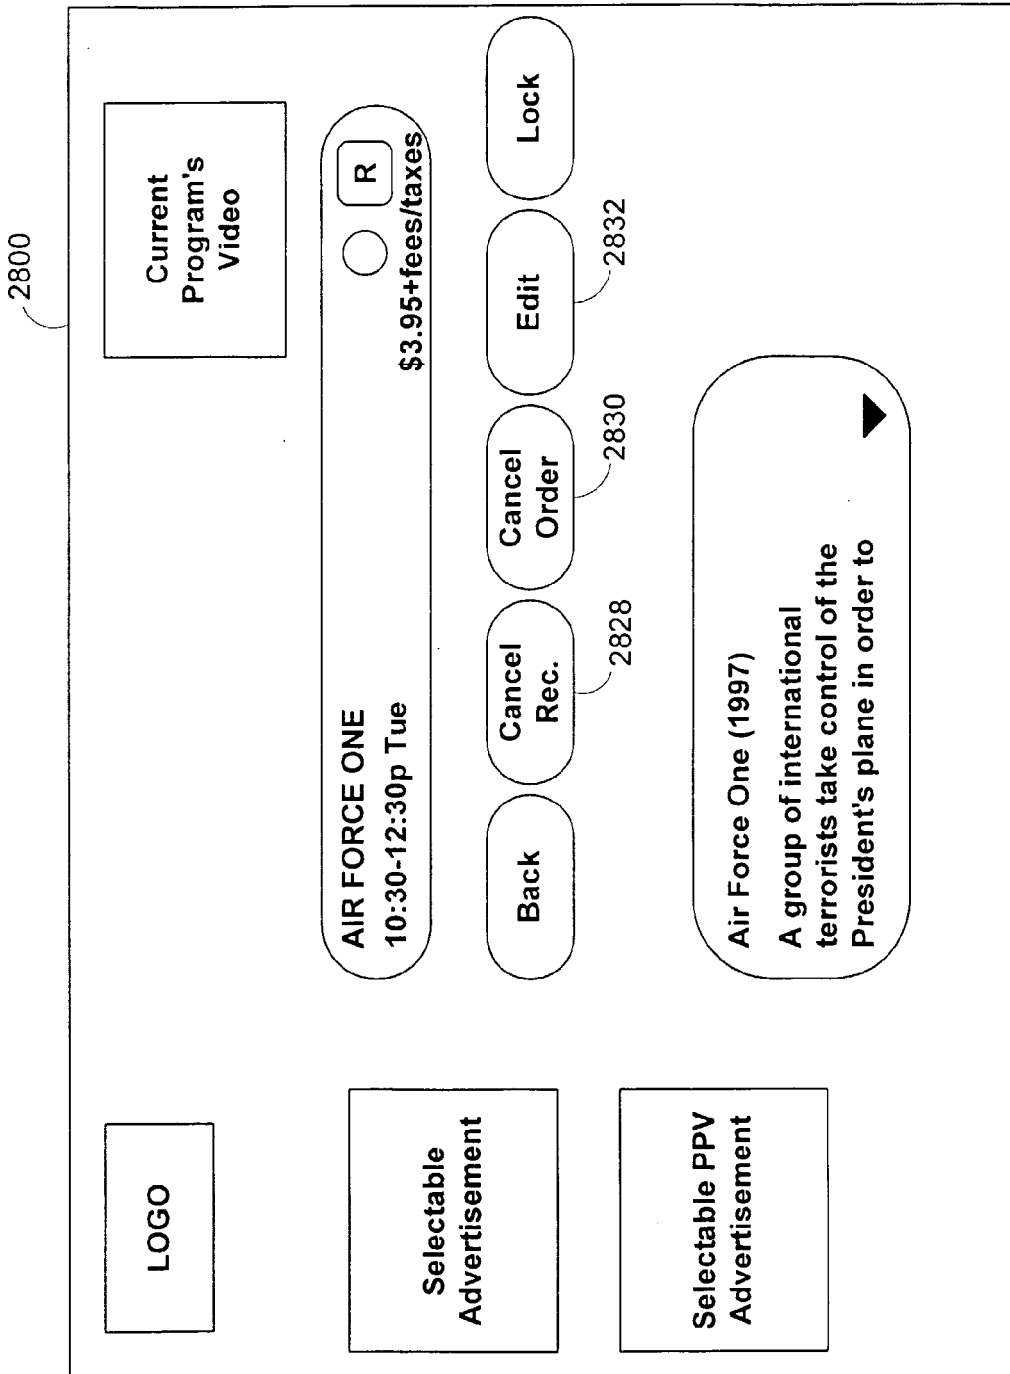 2800
LOGO
Current
Program's
Video
Selectable
Advertisement
Selectable PPV
Advertisement
AIR FORCE ONE
10:30-12:30p Tue
R
$3.95+fees/taxes
Back
Cancel
Rec.
Cancel
Order
Edit
Lock
2828
2830
2832
Air Force One (1997)
A group of international
terrorists take control of the
President's plane in order to